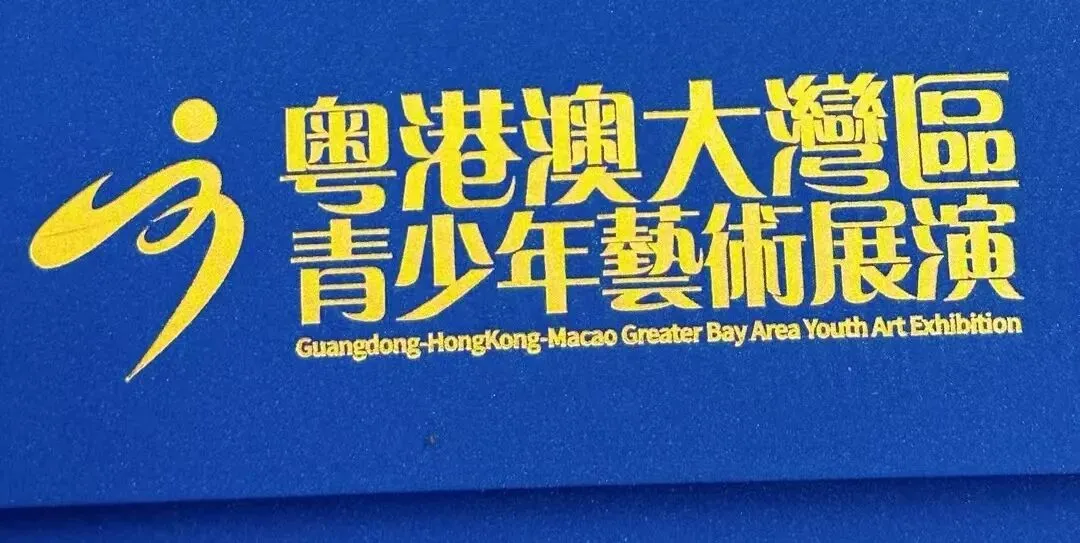 粤港澳大灣區
青少年藝術展演
Guangdong-HongKong-Macao Greater Bay Area Youth Art Exhibition